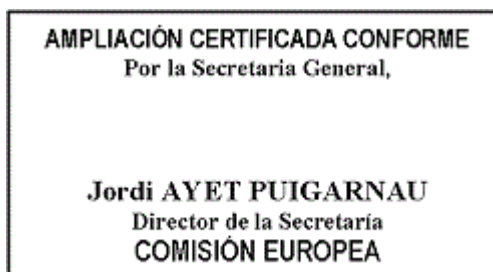 AMPLIACIÓN CERTIFICADA CONFORME
Por la Secretaria General,
Jordi AYET PUIGARNAU
Director de la Secretaría
COMISIÓN EUROPEA